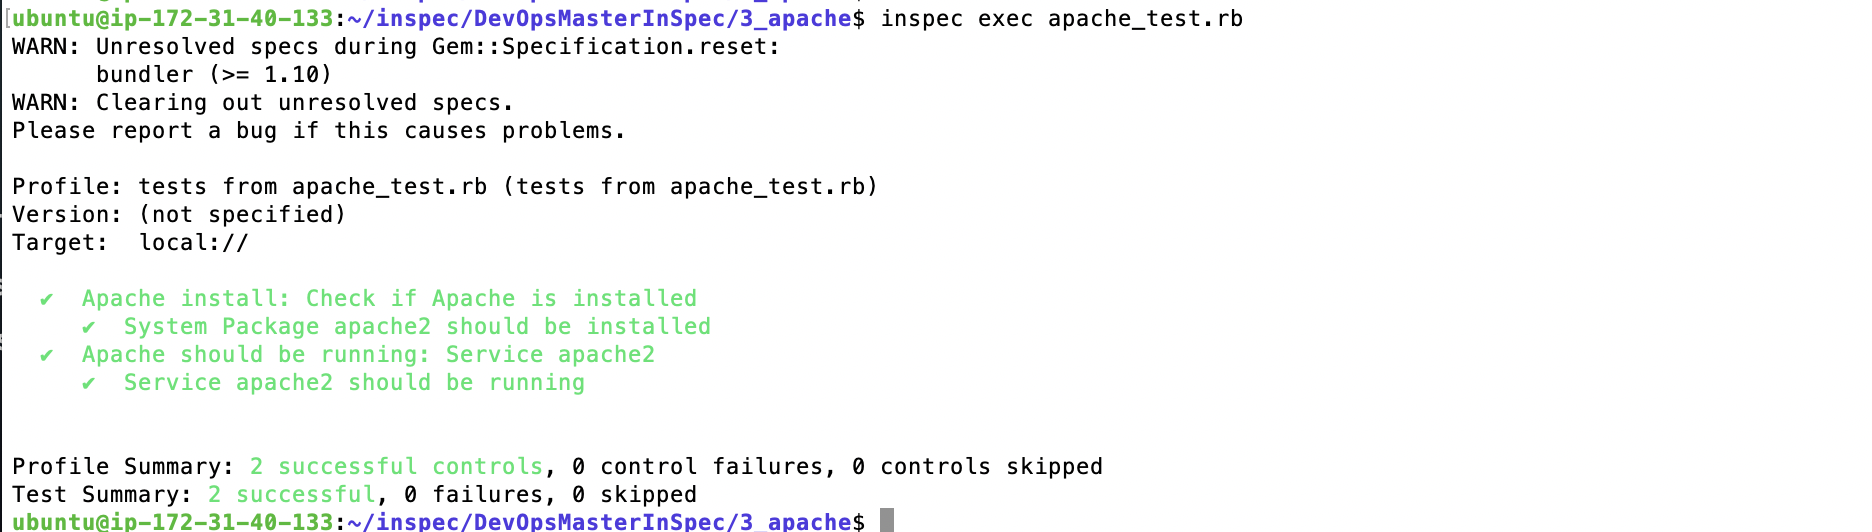 ubuntu@ip-172-31-40-133:~/inspec/DevOpsMasterInSpec/3_apache$ inspec exec apache_test.rb
WARN: Unresolved specs during Gem::Specification.reset:
      bundler (>= 1.10)
WARN: Clearing out unresolved specs.
Please report a bug if this causes problems.

Profile: tests from apache_test.rb (tests from apache_test.rb)
Version: (not specified)
Target:  local://

  ✔  Apache install: Check if Apache is installed
     ✔  System Package apache2 should be installed
  ✔  Apache should be running: Service apache2
     ✔  Service apache2 should be running

Profile Summary: 2 successful controls, 0 control failures, 0 controls skipped
Test Summary: 2 successful, 0 failures, 0 skipped
ubuntu@ip-172-31-40-133:~/inspec/DevOpsMasterInSpec/3_apache$